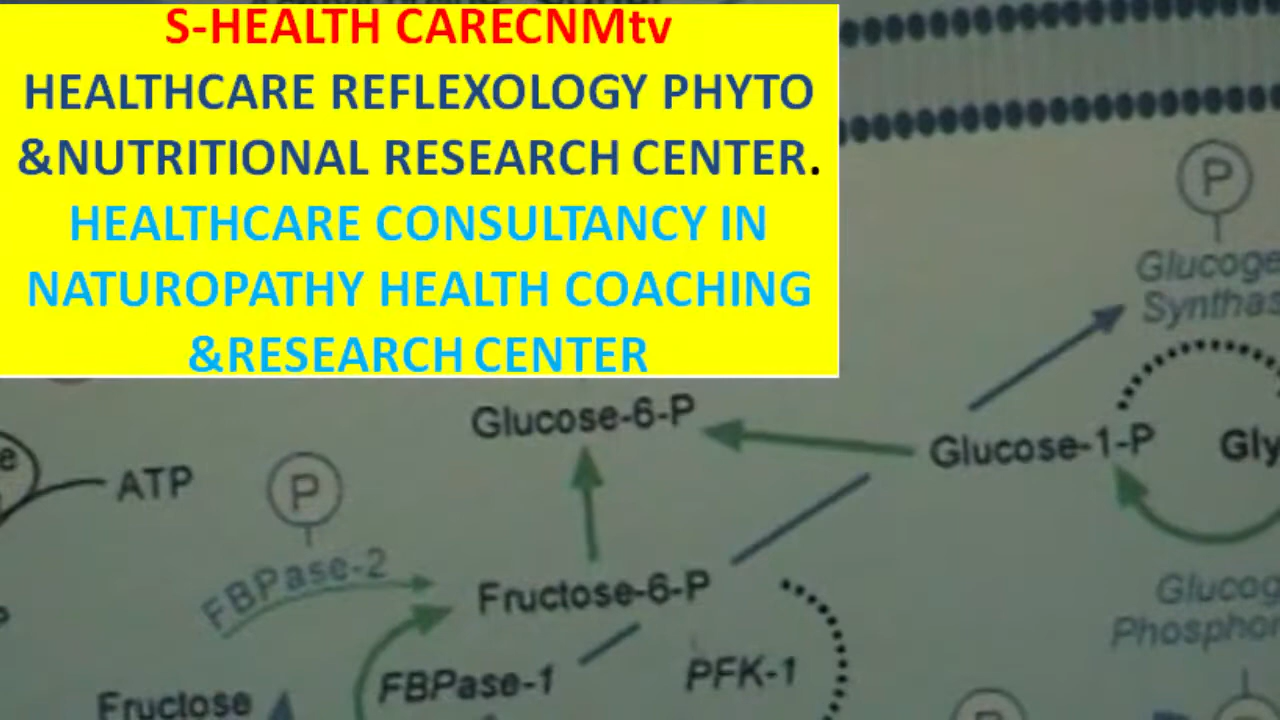 S-HEALTH CARECNMtv
HEALTHCARE REFLEXOLOGY PHYTO
&NUTRITIONAL RESEARCH CENTER.
HEALTHCARE CONSULTANCY IN
NATUROPATHY HEALTH COACHING
&RESEARCH CENTER
P
Glucose-6-P
Glucose-1-P
ATP
P
FBPase-2
Fructose-6-P
FBPase-1
PFK-1
Fructose
P